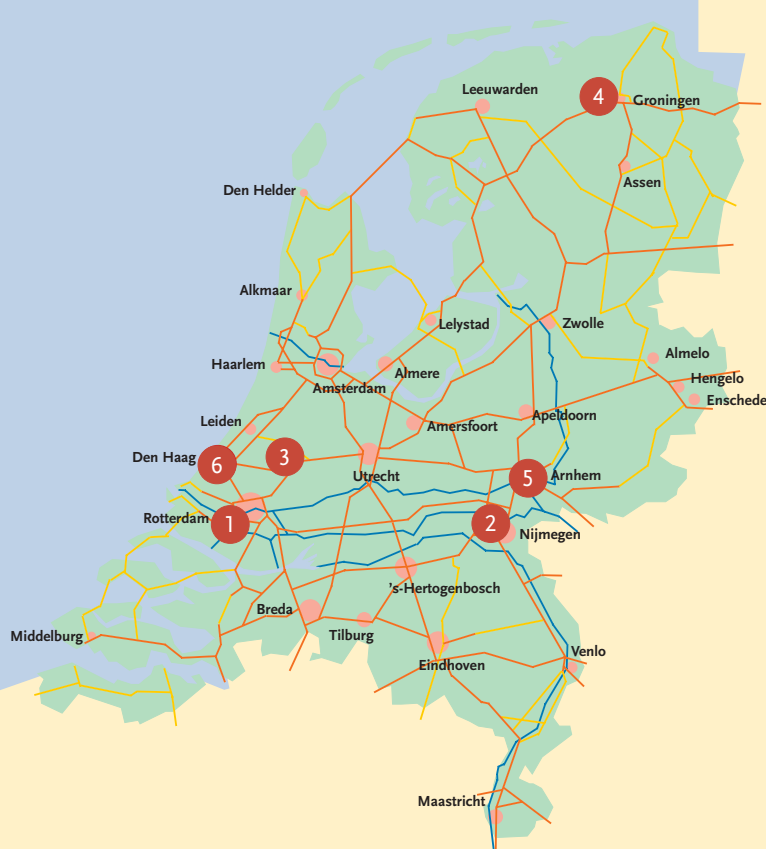 Leeuwarden
4
Groningen
Assen
Den Helder
Alkmaar
Lelystad
Zwolle
Haarlem
Almere
Almelo
Amsterdam
Hengelo
Enschede
Leiden
Amersfoort
Apeldoorn
Den Haag
6
3
Utrecht
5
Arnhem
Rotterdam
1
2
Nijmegen
's-Hertogenbosch
Breda
Tilburg
Middelburg
Eindhoven
Venlo
Maastricht